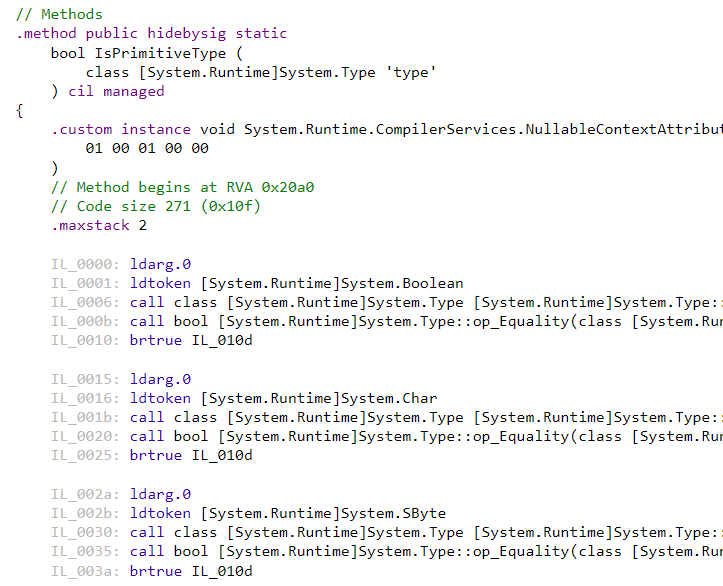 // Methods
.method public hidebysig static
bool IsPrimitiveType (
class [System.Runtime]System.Type 'type'
) cil managed
{
.custom instance void System.Runtime.CompilerServices.NullableContextAttribut
01 00 01 00 00
)
// Method begins at RVA 0x20a0
// Code size 271 (0x10f)
.maxstack 2
IL_0000: ldarg.0
IL_0001: ldtoken [System.Runtime]System.Boolean
IL_0006: call class [System.Runtime]System.Type [System.Runtime]System.Type::
IL_000b: call bool [System.Runtime]System.Type::op_Equality(class [System.Run
IL_0010: brtrue IL_010d
IL_0015: ldarg.0
IL_0016: ldtoken [System.Runtime]System.Char
IL_001b: call class [System.Runtime]System.Type [System.Runtime]System.Type::
IL_0020: call bool [System.Runtime]System.Type::op_Equality(class [System.Run
IL_0025: brtrue IL_010d
IL_002a: ldarg.0
IL_002b: ldtoken [System.Runtime]System.SByte
IL_0030: call class [System.Runtime]System.Type [System.Runtime]System.Type::
IL_0035: call bool [System.Runtime]System.Type::op_Equality(class [System.Run
IL_003a: brtrue IL_010d